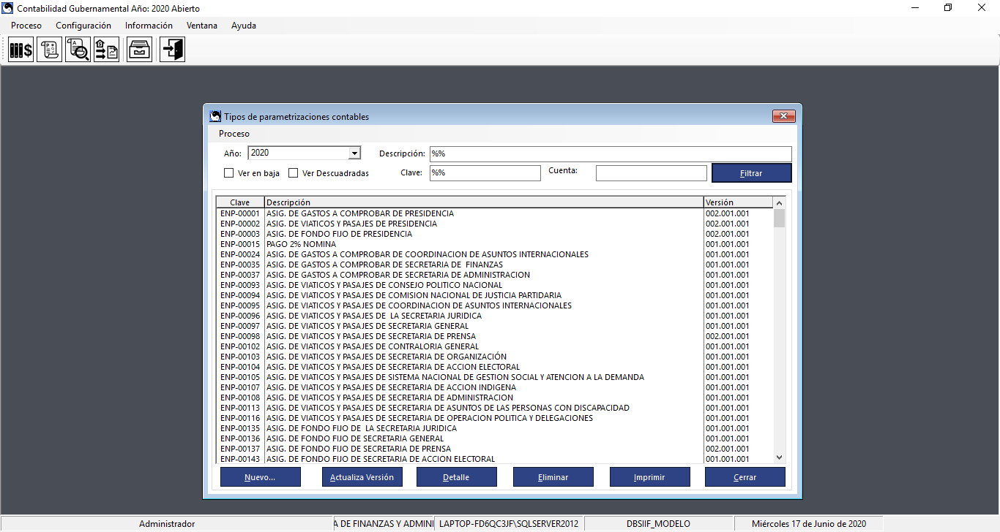 Contabilidad Gubernamental Año: 2020 Abierto
Proceso Configuración Información Ventana Ayuda
Tipos de parametrizaciones contables
Proceso
Año: 2020 Descripción: %%
Ver en baja Ver Descuadradas Clave: %% Cuenta: Filtrar
Clave Descripción Versión
ENP-00001 ASIG. DE GASTOS A COMPROBAR DE PRESIDENCIA 002.001.001
ENP-00002 ASIG. DE VIATICOS Y PASAJES DE PRESIDENCIA 002.001.001
ENP-00003 ASIG. DE FONDO FIJO DE PRESIDENCIA 002.001.001
ENP-00015 PAGO 2% NOMINA 001.001.001
ENP-00024 ASIG. DE GASTOS A COMPROBAR DE COORDINACION DE ASUNTOS INTERNACIONALES 001.001.001
ENP-00035 ASIG. DE GASTOS A COMPROBAR DE SECRETARIA DE FINANZAS 001.001.001
ENP-00037 ASIG. DE GASTOS A COMPROBAR DE SECRETARIA DE ADMINISTRACION 001.001.001
ENP-00093 ASIG. DE VIATICOS Y PASAJES DE CONSEJO POLITICO NACIONAL 001.001.001
ENP-00094 ASIG. DE VIATICOS Y PASAJES DE COMISION NACIONAL DE JUSTICIA PARTIDARIA 001.001.001
ENP-00095 ASIG. DE VIATICOS Y PASAJES DE COORDINACION DE ASUNTOS INTERNACIONALES 001.001.001
ENP-00096 ASIG. DE VIATICOS Y PASAJES DE LA SECRETARIA JURIDICA 001.001.001
ENP-00097 ASIG. DE VIATICOS Y PASAJES DE SECRETARIA GENERAL 001.001.001
ENP-00098 ASIG. DE VIATICOS Y PASAJES DE SECRETARIA DE PRENSA 002.001.001
ENP-00102 ASIG. DE VIATICOS Y PASAJES DE CONTRALORIA GENERAL 001.001.001
ENP-00103 ASIG. DE VIATICOS Y PASAJES DE SECRETARIA DE ORGANIZACIÓN 001.001.001
ENP-00104 ASIG. DE VIATICOS Y PASAJES DE SECRETARIA DE ACCION ELECTORAL 001.001.001
ENP-00105 ASIG. DE VIATICOS Y PASAJES DE SISTEMA NACIONAL DE GESTION SOCIAL Y ATENCION A LA DEMANDA 001.001.001
ENP-00107 ASIG. DE VIATICOS Y PASAJES DE SECRETARIA DE ACCION INDIGENA 001.001.001
ENP-00108 ASIG. DE VIATICOS Y PASAJES DE SECRETARIA DE ADMINISTRACION 001.001.001
ENP-00113 ASIG. DE VIATICOS Y PASAJES DE SECRETARIA DE ASUNTOS DE LAS PERSONAS CON DISCAPACIDAD 001.001.001
ENP-00116 ASIG. DE VIATICOS Y PASAJES DE SECRETARIA DE OPERACION POLITICA Y DELEGACIONES 001.001.001
ENP-00135 ASIG. DE FONDO FIJO DE LA SECRETARIA JURIDICA 001.001.001
ENP-00136 ASIG. DE FONDO FIJO DE SECRETARIA GENERAL 001.001.001
ENP-00137 ASIG. DE FONDO FIJO DE SECRETARIA DE PRENSA 002.001.001
ENP-00143 ASIG. DE FONDO FIJO DE SECRETARIA DE ACCION ELECTORAL 001.001.001
Nuevo... Actualiza Versión Detalle Eliminar Imprimir Cerrar
Administrador A DE FINANZAS Y ADMINI LAPTOP-FD6QC3JF\SQLSERVER2012 DBSIIF_MODELO Miércoles 17 de Junio de 2020